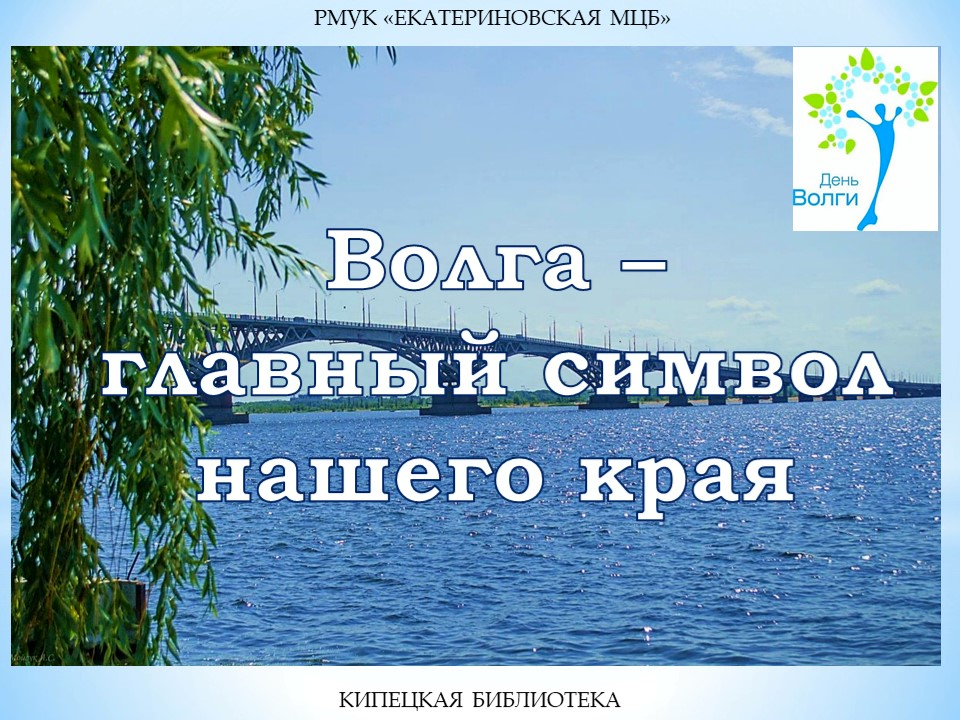 РМУК «ЕКАТЕРИНОВСКАЯ МЦБ»
День
Волги
Волга –
главный символ
нашего края
КИПЕЦКАЯ БИБЛИОТЕКА